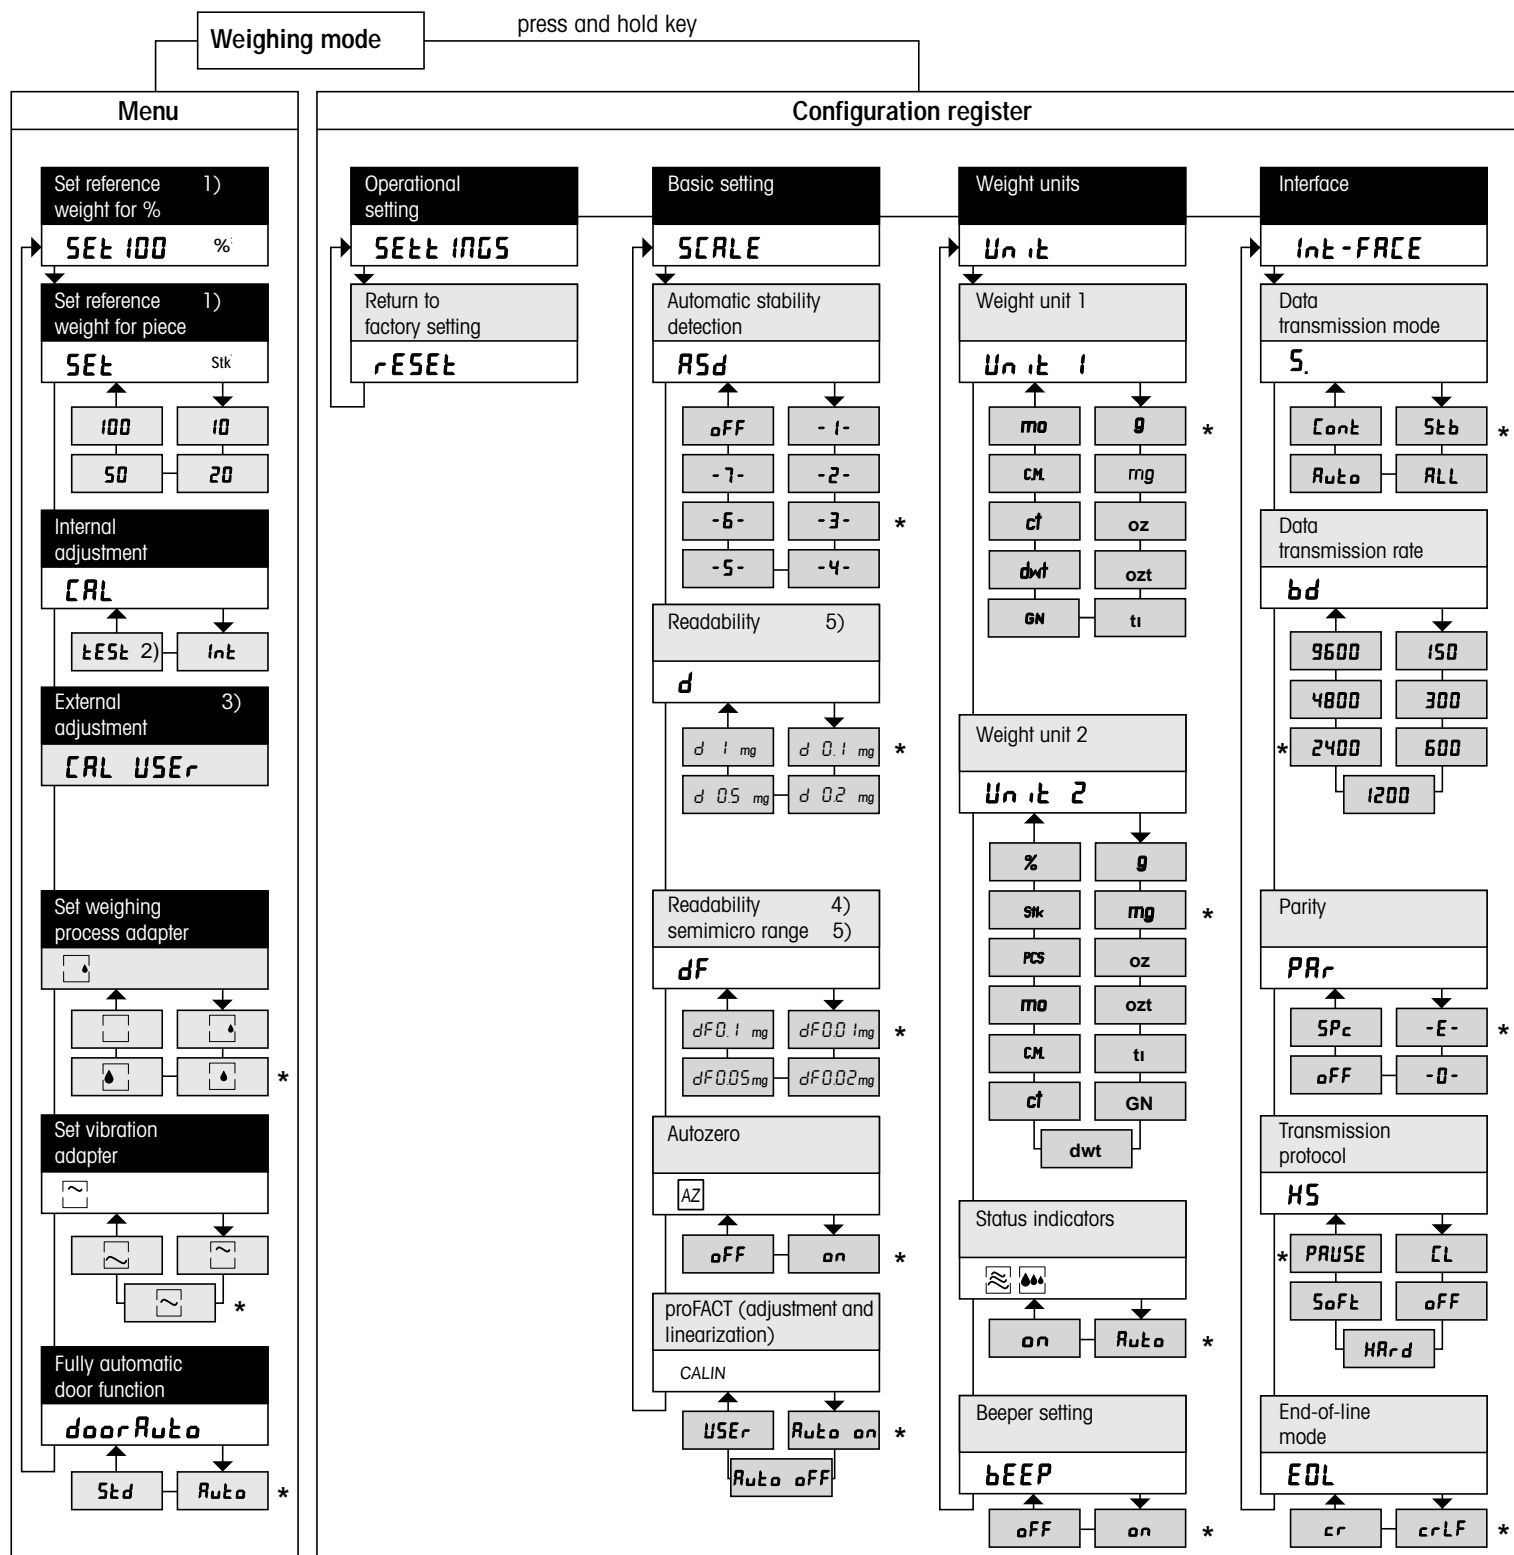 Weighing mode
press and hold key
Menu
Configuration register
Set reference 1)
weight for %
SEt 100 %
Set reference 1)
weight for piece
SEt Stk
100 10
50 20
Internal
adjustment
CAL
tESt 2) Int
External 3)
adjustment
CAL USEr
Set weighing
process adapter
*
Set vibration
adapter
*
Fully automatic
door function
doorAuto
Std Auto *
Operational
setting
SEttINGS
Return to
factory setting
rESEt
Basic setting
SCALE
Automatic stability
detection
ASd
oFF -1-
-7- -2-
-6- -3- *
-5- -4-
Readability 5)
d
d 1 mg d 0.1 mg *
d 0.5 mg d 0.2 mg
Readability 4)
semimicro range 5)
dF
dF0.1 mg dF0.01mg *
dF0.05mg dF0.02mg
Autozero
AZ
oFF on *
proFACT (adjustment and
linearization)
CALIN
USEr Auto on *
Auto oFF
Weight units
Unit
Weight unit 1
Unit 1
mo g *
C.M. mg
ct oz
dwt ozt
GN tı
Weight unit 2
Unit 2
% g
Stk mg *
PCS oz
mo ozt
C.M. tı
ct GN
dwt
Status indicators
on Auto *
Beeper setting
bEEP
oFF on *
Interface
Int-FACE
Data
transmission mode
S.
Cont Stb *
Auto ALL
Data
transmission rate
bd
9600 150
4800 300
* 2400 600
1200
Parity
PAr
SPc -E- *
oFF -O-
Transmission
protocol
HS
* PAUSE CL
SoFt oFF
HArd
End-of-line
mode
EOL
cr crLF *